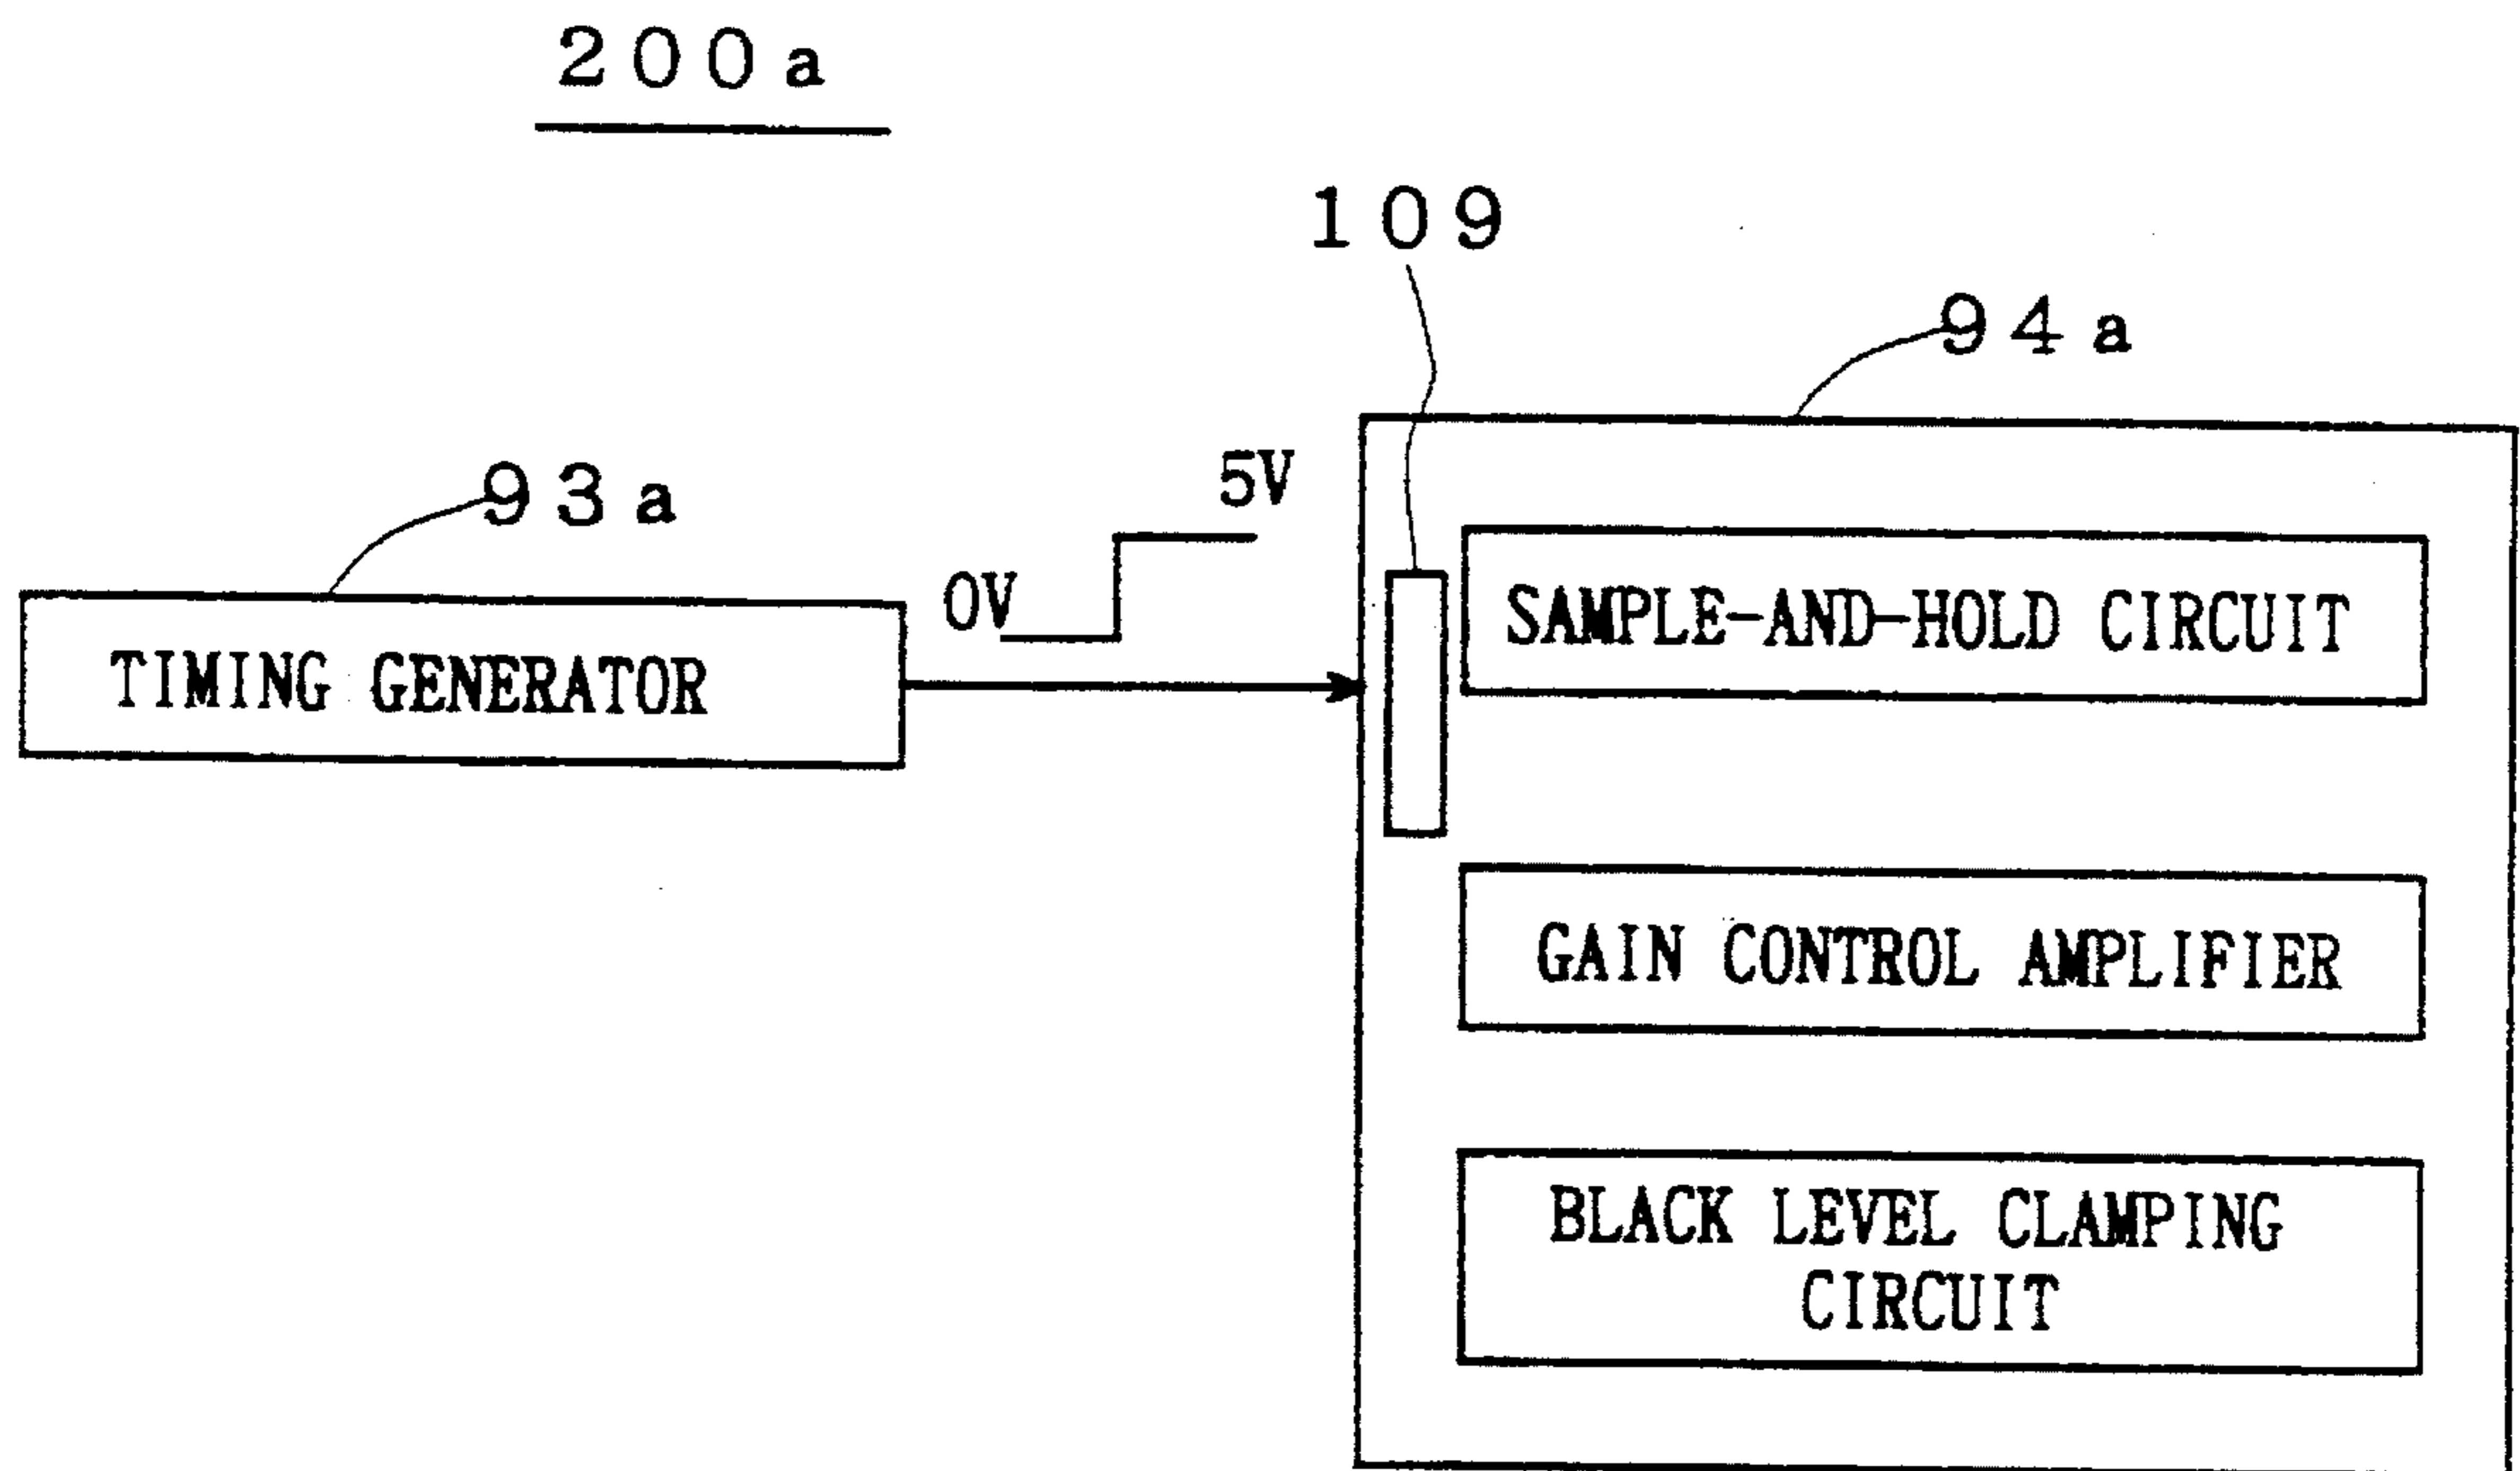 200a
109
94a
93a
5V
0V
TIMING GENERATOR
SAMPLE-AND-HOLD CIRCUIT
GAIN CONTROL AMPLIFIER
BLACK LEVEL CLAMPING
CIRCUIT